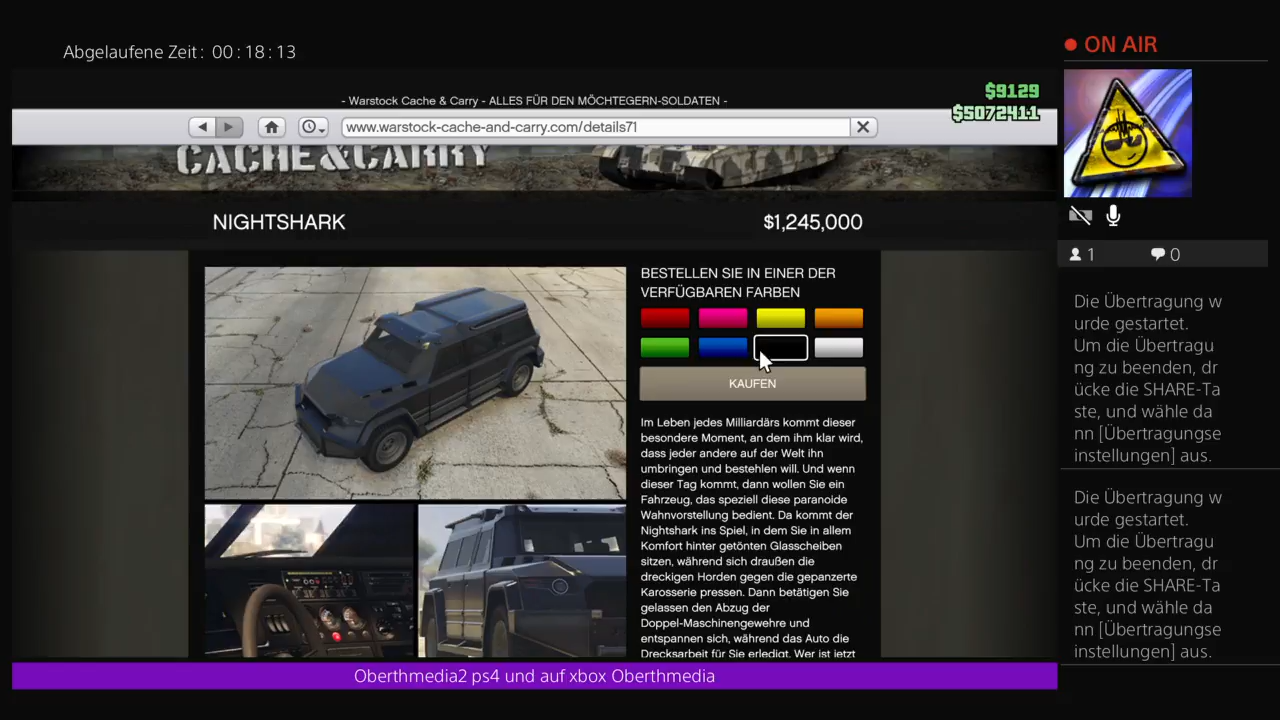 Abgelaufene Zeit: 00:18:13
ON AIR
- Warstock Cache & Carry - ALLES FÜR DEN MÖCHTEGERN-SOLDATEN -
$9129
$5072411
www.warstock-cache-and-carry.com/details71
CACHE&CARRY
NIGHTSHARK
$1,245,000
BESTELLEN SIE IN EINER DER
VERFÜGBAREN FARBEN
KAUFEN
Im Leben jedes Milliardärs kommt dieser
besondere Moment, an dem ihm klar wird,
dass jeder andere auf der Welt ihn
umbringen und bestehlen will. Und wenn
dieser Tag kommt, dann wollen Sie ein
Fahrzeug, das speziell diese paranoide
Wahnvorstellung bedient. Da kommt der
Nightshark ins Spiel, in dem Sie in allem
Komfort hinter getönten Glasscheiben
sitzen, während sich draußen die
dreckigen Horden gegen die gepanzerte
Karosserie pressen. Dann betätigen Sie
gelassen den Abzug der
Doppel-Maschinengewehre und
entspannen sich, während das Auto die
Drecksarbeit für Sie erledigt. Wer ist jetzt
1
0
Die Übertragung w
urde gestartet.
Um die Übertragu
ng zu beenden, dr
ücke die SHARE-Ta
ste, und wähle da
nn [Übertragungse
instellungen] aus.
Die Übertragung w
urde gestartet.
Um die Übertragu
ng zu beenden, dr
ücke die SHARE-Ta
ste, und wähle da
nn [Übertragungse
instellungen] aus.
Oberthmedia2 ps4 und auf xbox Oberthmedia